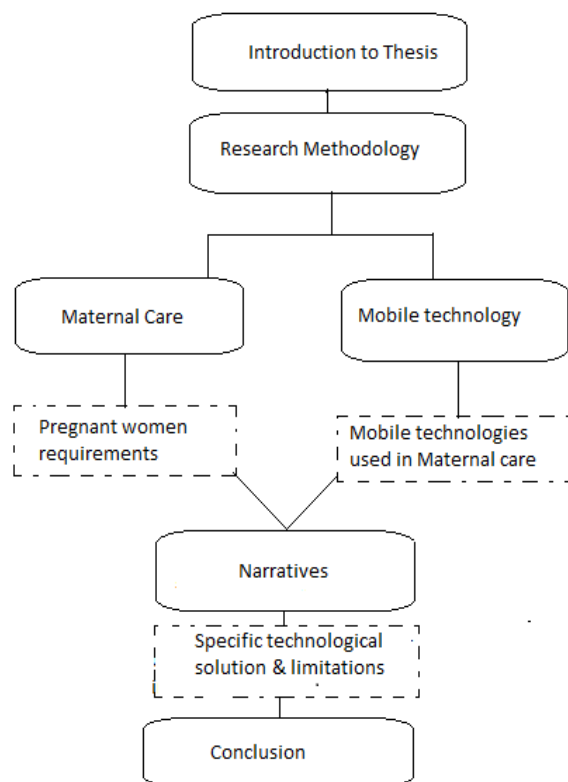 Introduction to Thesis
Research Methodology
Maternal Care
Mobile technology
Pregnant women
requirements
Mobile technologies
used in Maternal care
Narratives
Specific technological
solution & limitations
Conclusion